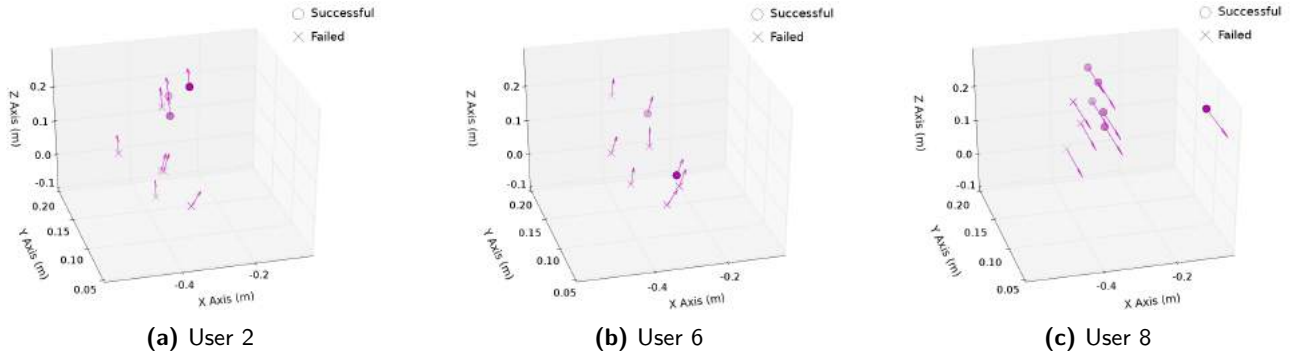 Successful
Failed
Z Axis (m)
0.2
0.1
0.0
-0.1
0.20
0.15
0.10
0.05
Y Axis (m)
-0.4
-0.2
X Axis (m)
(a) User 2
Successful
Failed
Z Axis (m)
0.2
0.1
0.0
-0.1
0.20
0.15
0.10
0.05
Y Axis (m)
-0.4
-0.2
X Axis (m)
(b) User 6
Successful
Failed
Z Axis (m)
0.2
0.1
0.0
-0.1
0.20
0.15
0.10
0.05
Y Axis (m)
-0.4
-0.2
X Axis (m)
(c) User 8